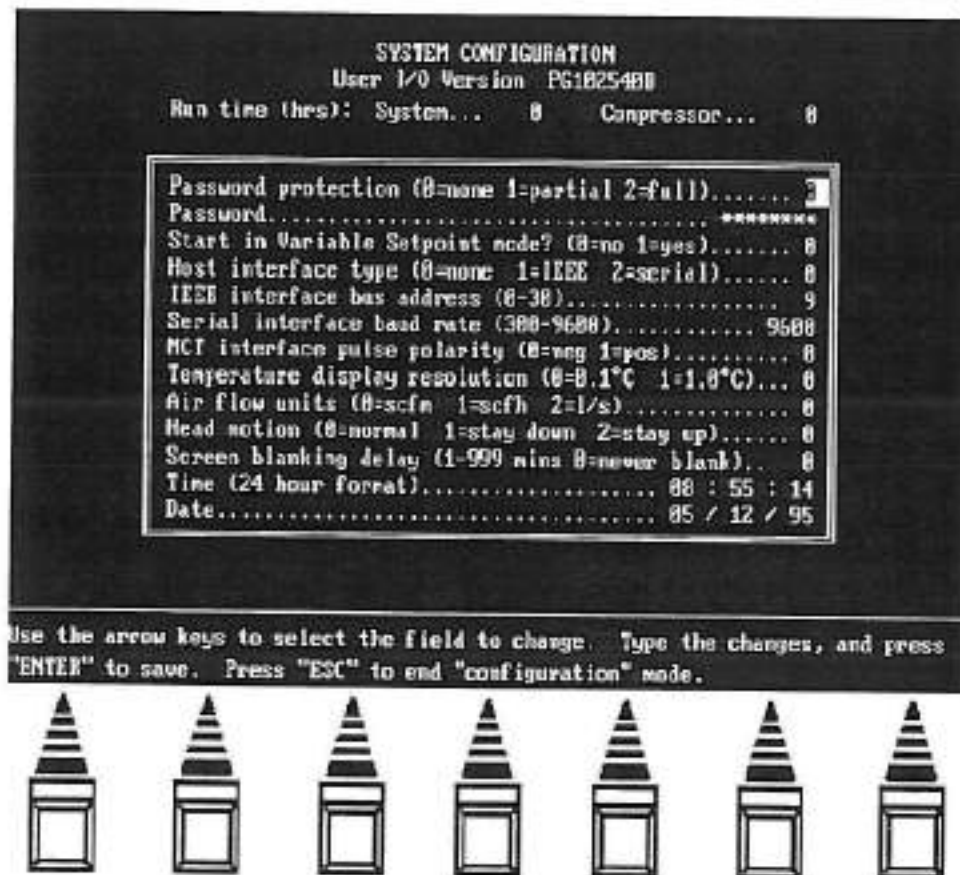 SYSTEM CONFIGURATION
User I/O Version PG102540B
Run time (hrs): System... 0 Compressor... 0
Password protection (0=none 1=partial 2=full).......
Password................................. ********
Start in Variable Setpoint mode? (0=no 1=yes)....... 0
Host interface type (0=none 1=IEEE 2=serial)....... 0
IEEE interface bus address (0-30).................. 9
Serial interface baud rate (300-9600)............ 9600
MCT interface pulse polarity (0=neg 1=pos).......... 0
Temperature display resolution (0=0.1°C 1=1.0°C)... 0
Air flow units (0=scfm 1=scfh 2=l/s)............... 0
Head motion (0=normal 1=stay down 2=stay up)...... 0
Screen blanking delay (1-999 mins 0=never blank).. 0
Time (24 hour format)..................... 08 : 55 : 14
Date....................................... 05 / 12 / 95
Use the arrow keys to select the field to change. Type the changes, and press
"ENTER" to save. Press "ESC" to end "configuration" mode.